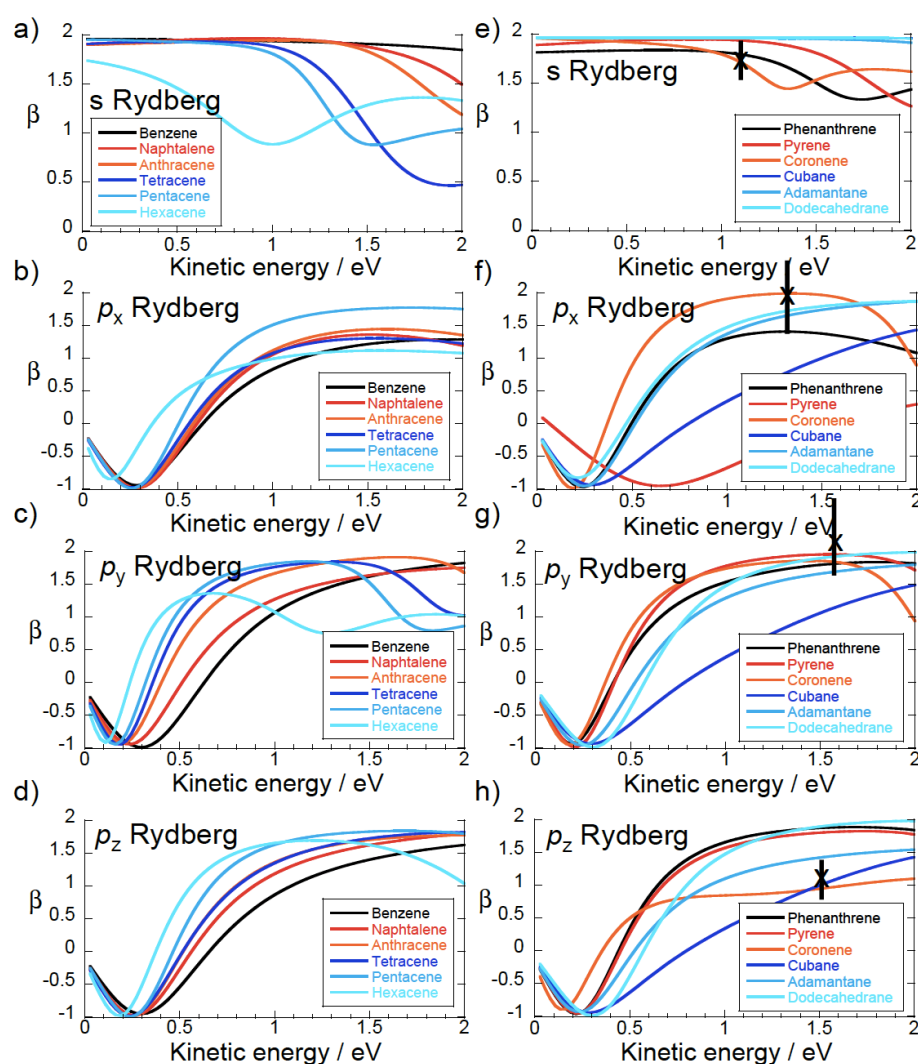 a)
2
1.5
1
0.5
0
β
s Rydberg
Benzene
Naphtalene
Anthracene
Tetracene
Pentacene
Hexacene
0 0.5 1 1.5 2
Kinetic energy / eV
e)
2
1.5
1
0.5
0
β
s Rydberg
x
Phenanthrene
Pyrene
Coronene
Cubane
Adamantane
Dodecahedrane
0 0.5 1 1.5 2
Kinetic energy / eV
b)
2
1.5
1
0.5
0
-0.5
-1
β
px Rydberg
Benzene
Naphtalene
Anthracene
Tetracene
Pentacene
Hexacene
0 0.5 1 1.5 2
Kinetic energy / eV
f)
2
1.5
1
0.5
0
-0.5
-1
β
px Rydberg
x
Phenanthrene
Pyrene
Coronene
Cubane
Adamantane
Dodecahedrane
0 0.5 1 1.5 2
Kinetic energy / eV
c)
2
1.5
1
0.5
0
-0.5
-1
β
py Rydberg
Benzene
Naphtalene
Anthracene
Tetracene
Pentacene
Hexacene
0 0.5 1 1.5 2
Kinetic energy / eV
g)
2
1.5
1
0.5
0
-0.5
-1
β
py Rydberg
x
Phenanthrene
Pyrene
Coronene
Cubane
Adamantane
Dodecahedrane
0 0.5 1 1.5 2
Kinetic energy / eV
d)
2
1.5
1
0.5
0
-0.5
-1
β
pz Rydberg
Benzene
Naphtalene
Anthracene
Tetracene
Pentacene
Hexacene
0 0.5 1 1.5 2
Kinetic energy / eV
h)
2
1.5
1
0.5
0
-0.5
-1
β
pz Rydberg
x
Phenanthrene
Pyrene
Coronene
Cubane
Adamantane
Dodecahedrane
0 0.5 1 1.5 2
Kinetic energy / eV